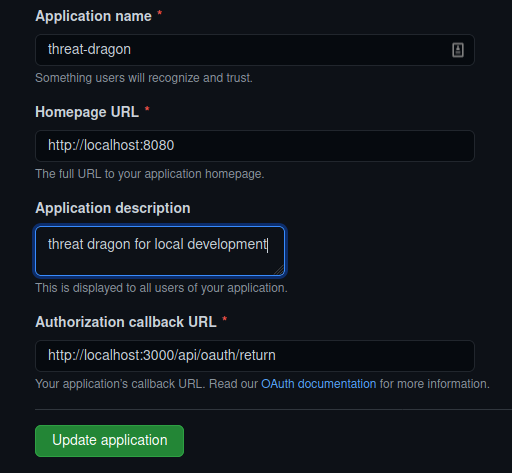 Application name *
threat-dragon
Something users will recognize and trust.
Homepage URL *
http://localhost:8080
The full URL to your application homepage.
Application description
threat dragon for local development
This is displayed to all users of your application.
Authorization callback URL *
http://localhost:3000/api/oauth/return
Your application's callback URL. Read our OAuth documentation for more information.
Update application